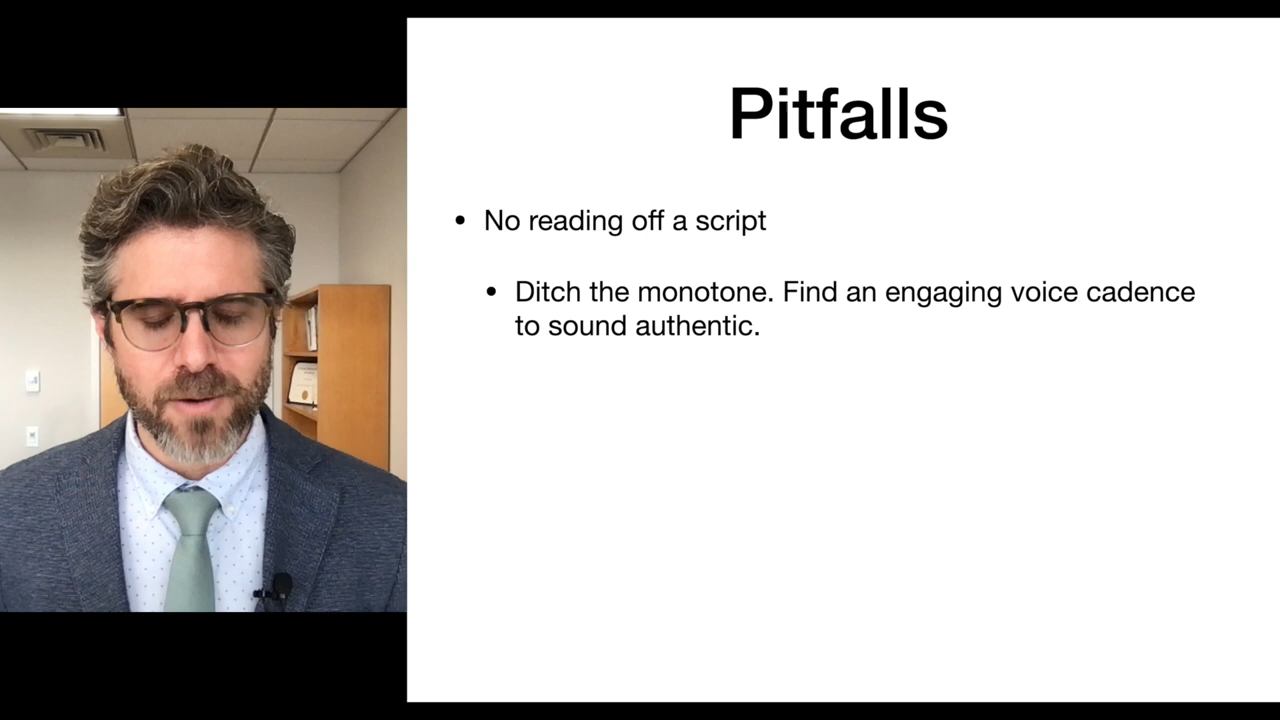 Pitfalls
• No reading off a script
• Ditch the monotone. Find an engaging voice cadence
to sound authentic.